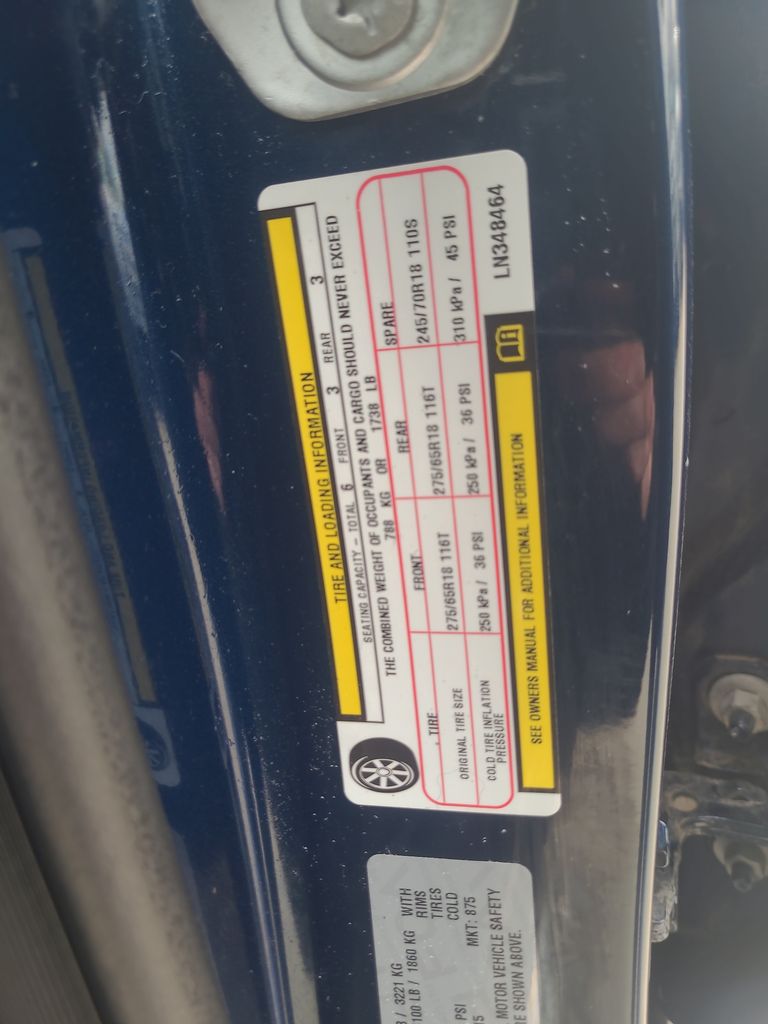 TIRE AND LOADING INFORMATION
SEATING CAPACITY – TOTAL 6 FRONT 3 REAR 3
THE COMBINED WEIGHT OF OCCUPANTS AND CARGO SHOULD NEVER EXCEED
788 KG OR 1738 LB
TIRE FRONT REAR SPARE
ORIGINAL TIRE SIZE 275/65R18 116T 275/65R18 116T 245/70R18 110S
COLD TIRE INFLATION PRESSURE 250 kPa / 36 PSI 250 kPa / 36 PSI 310 kPa / 45 PSI
SEE OWNERS MANUAL FOR ADDITIONAL INFORMATION
LN348464
/ 3221 KG WITH
100 LB / 1860 KG RIMS
TIRES
PSI COLD
MKT: 875
MOTOR VEHICLE SAFETY
SHOWN ABOVE.